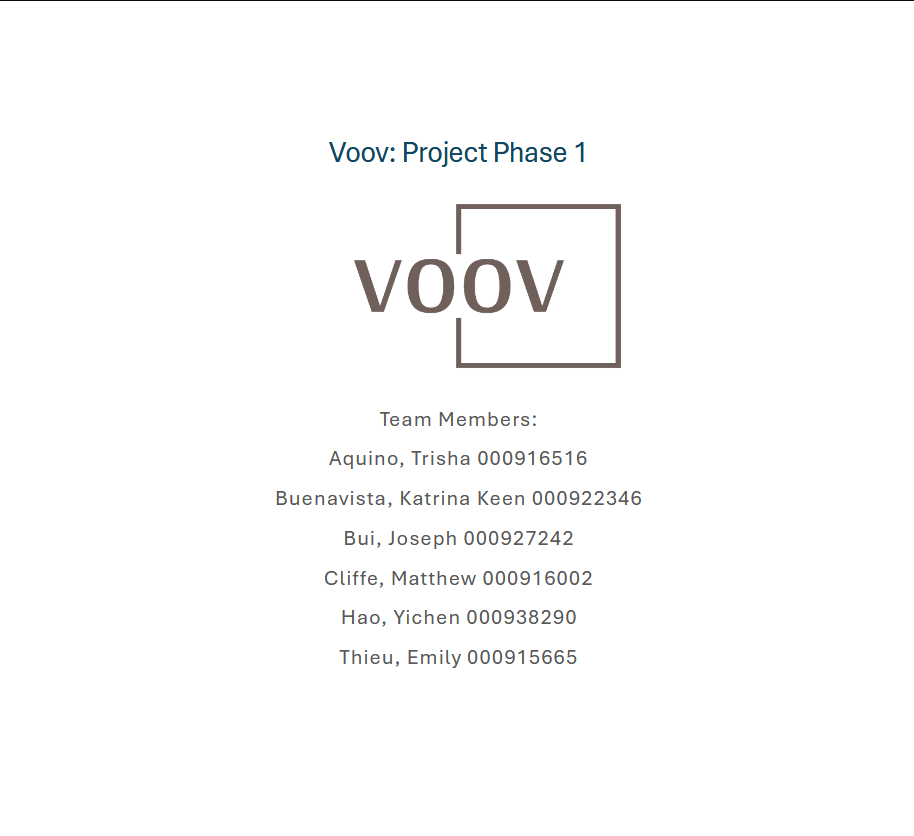 Voov: Project Phase 1
VOOV
Team Members:
Aquino, Trisha 000916516
Buenavista, Katrina Keen 000922346
Bui, Joseph 000927242
Cliffe, Matthew 000916002
Hao, Yichen 000938290
Thieu, Emily 000915665